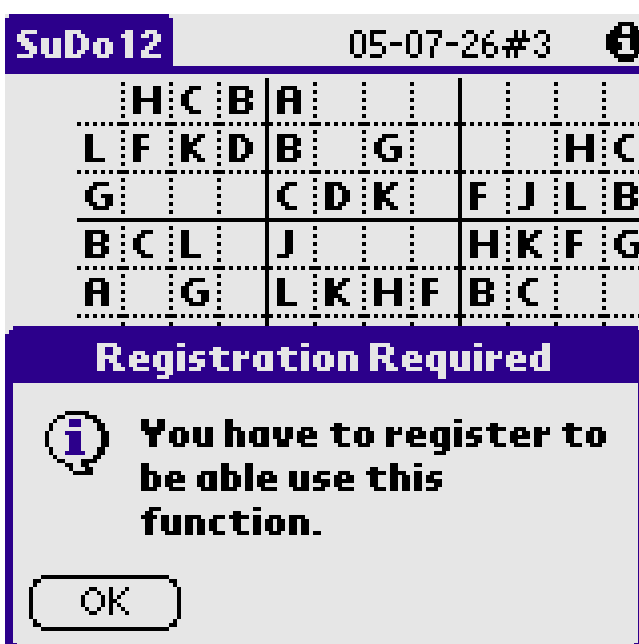 SuDo12 05-07-26#3
H C B A
L F K D B G H C
G C D K F J L B
B C L J H K F G
A G L K H F B C
Registration Required
You have to register to
be able use this
function.
OK